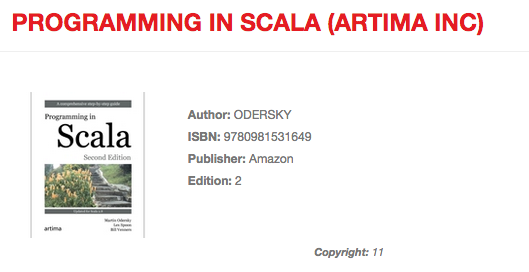 PROGRAMMING IN SCALA (ARTIMA INC)
A comprehensive step-by-step guide
Programming in
Scala
Second Edition
Updated for Scala 2.8
artima
Martin Odersky
Lex Spoon
Bill Venners
Author: ODERSKY
ISBN: 9780981531649
Publisher: Amazon
Edition: 2
Copyright: 11